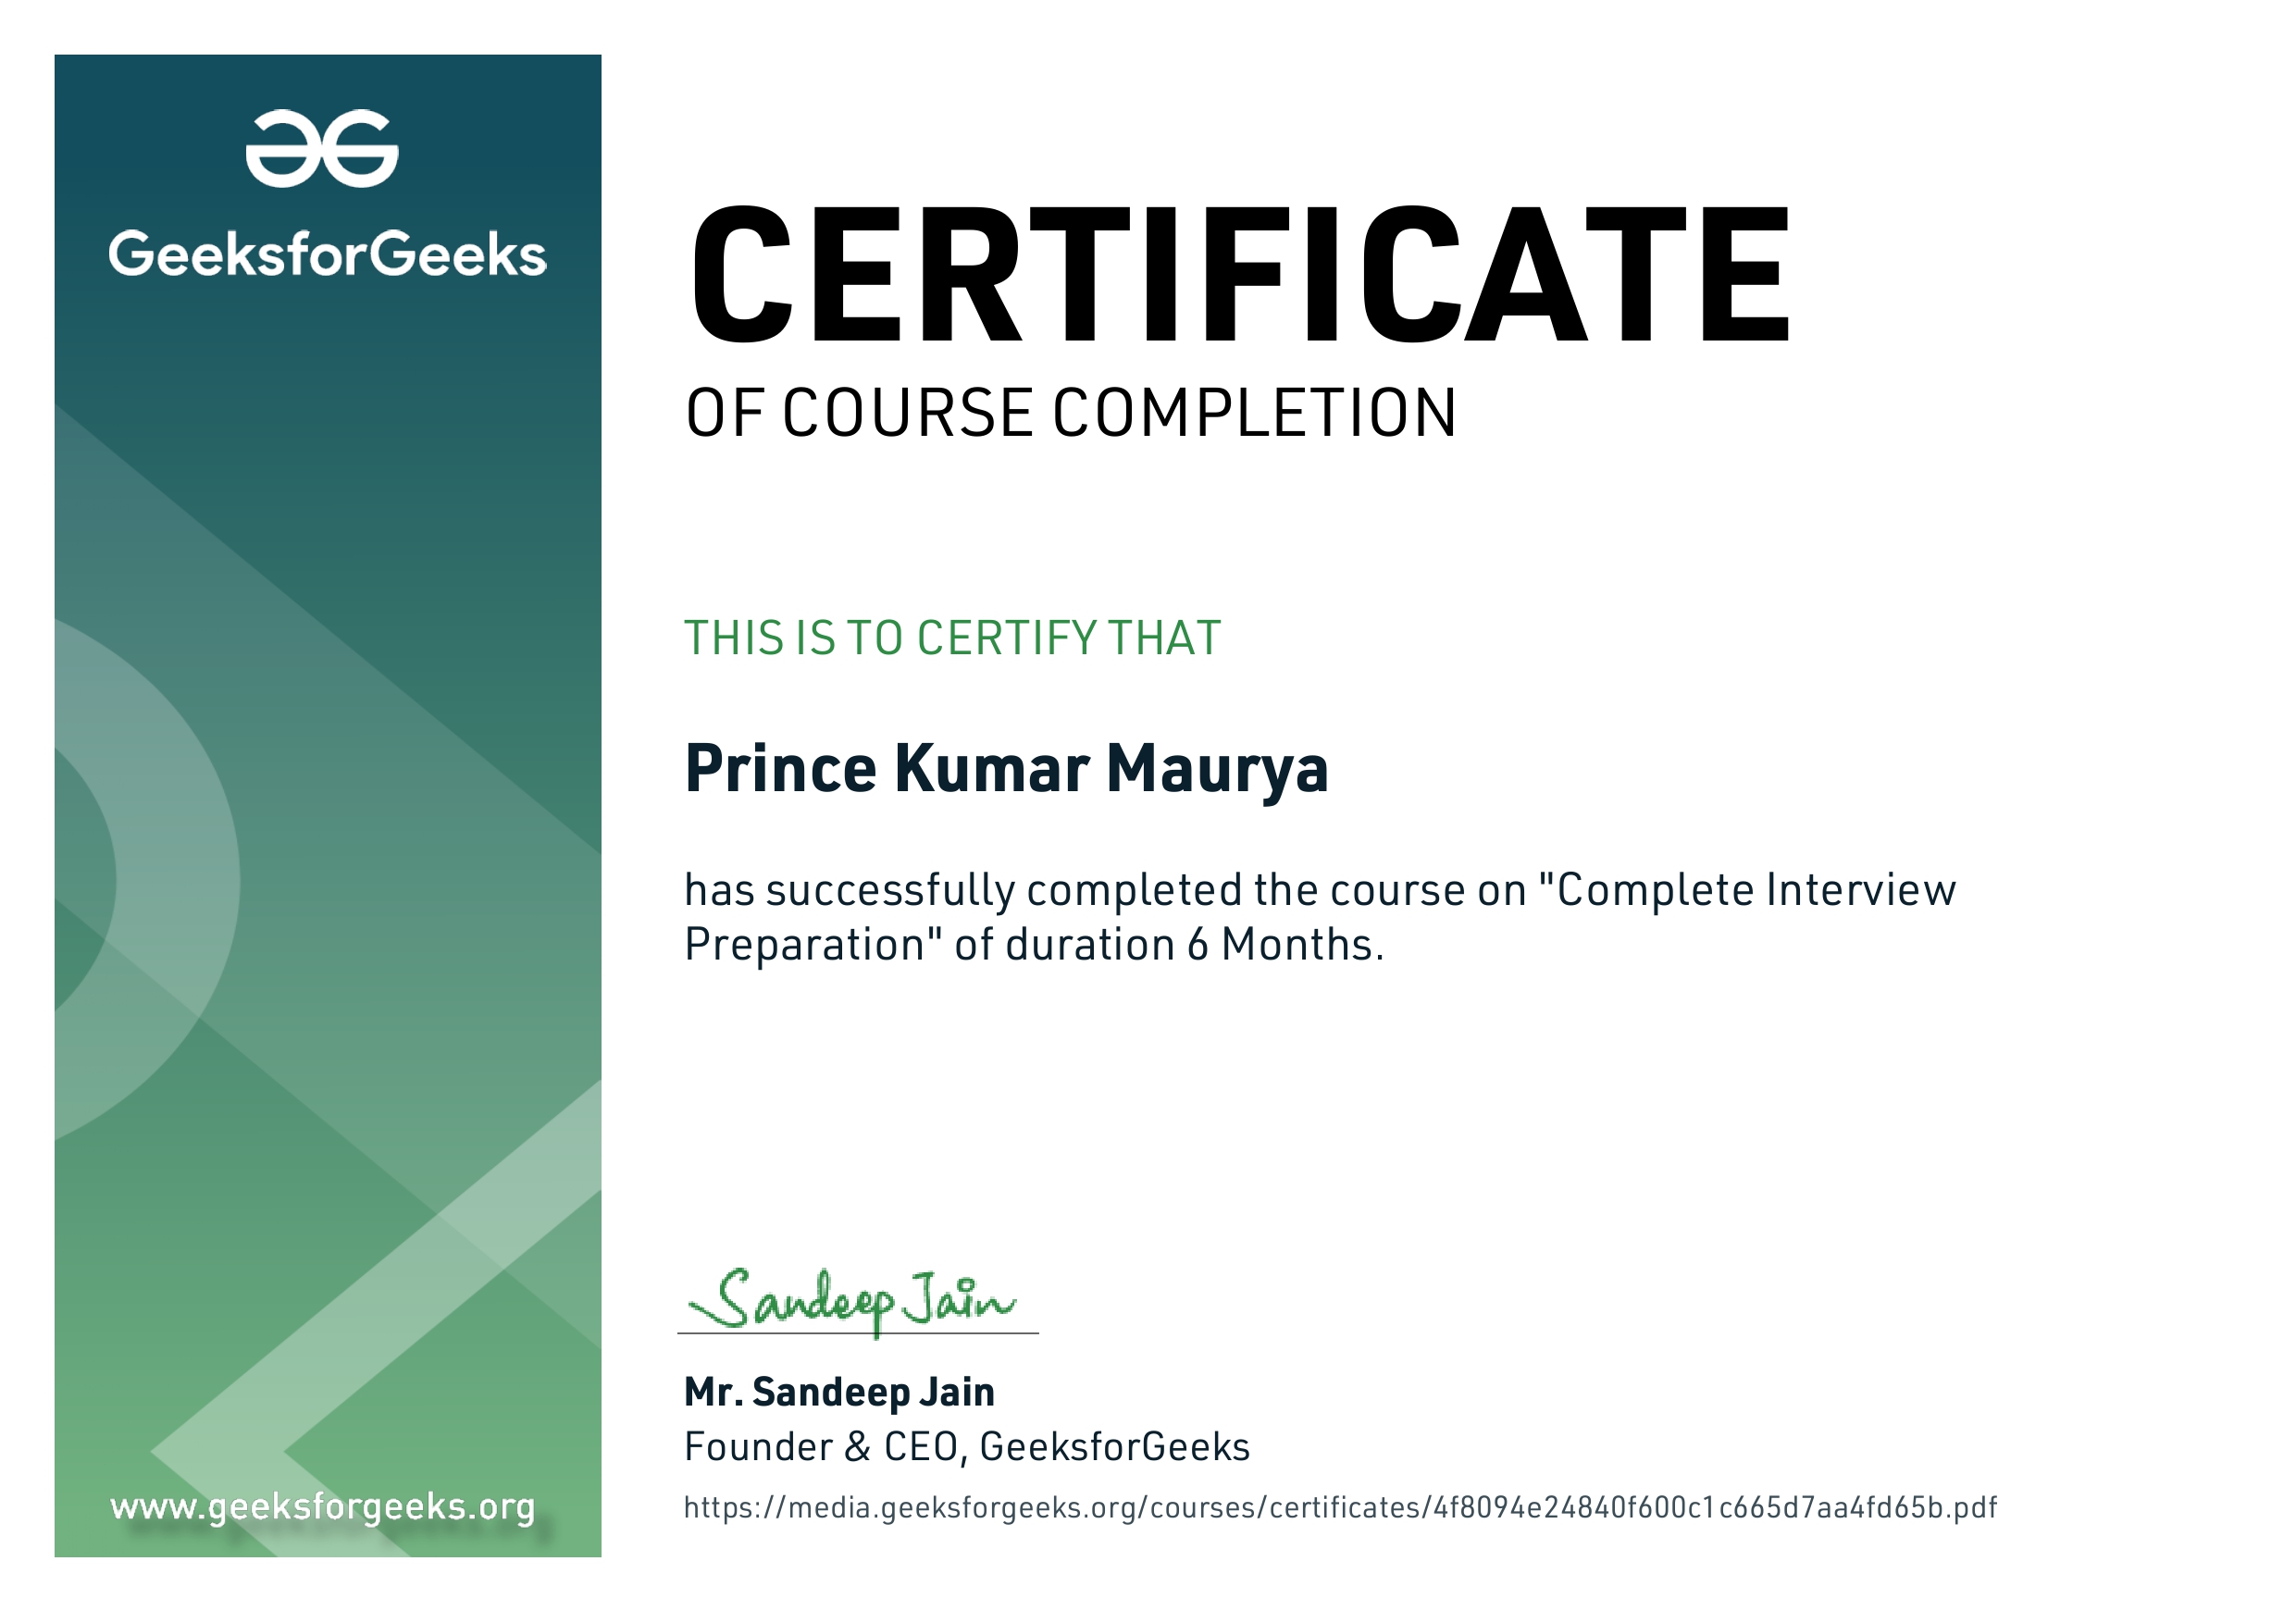 GeeksforGeeks
CERTIFICATE
OF COURSE COMPLETION
THIS IS TO CERTIFY THAT
Prince Kumar Maurya
has successfully completed the course on "Complete Interview
Preparation" of duration 6 Months.
Sandeep Jain
Mr. Sandeep Jain
Founder & CEO, GeeksforGeeks
https://media.geeksforgeeks.org/courses/certificates/4f8094e24840f600c1c665d7aa4fd65b.pdf
www.geeksforgeeks.org